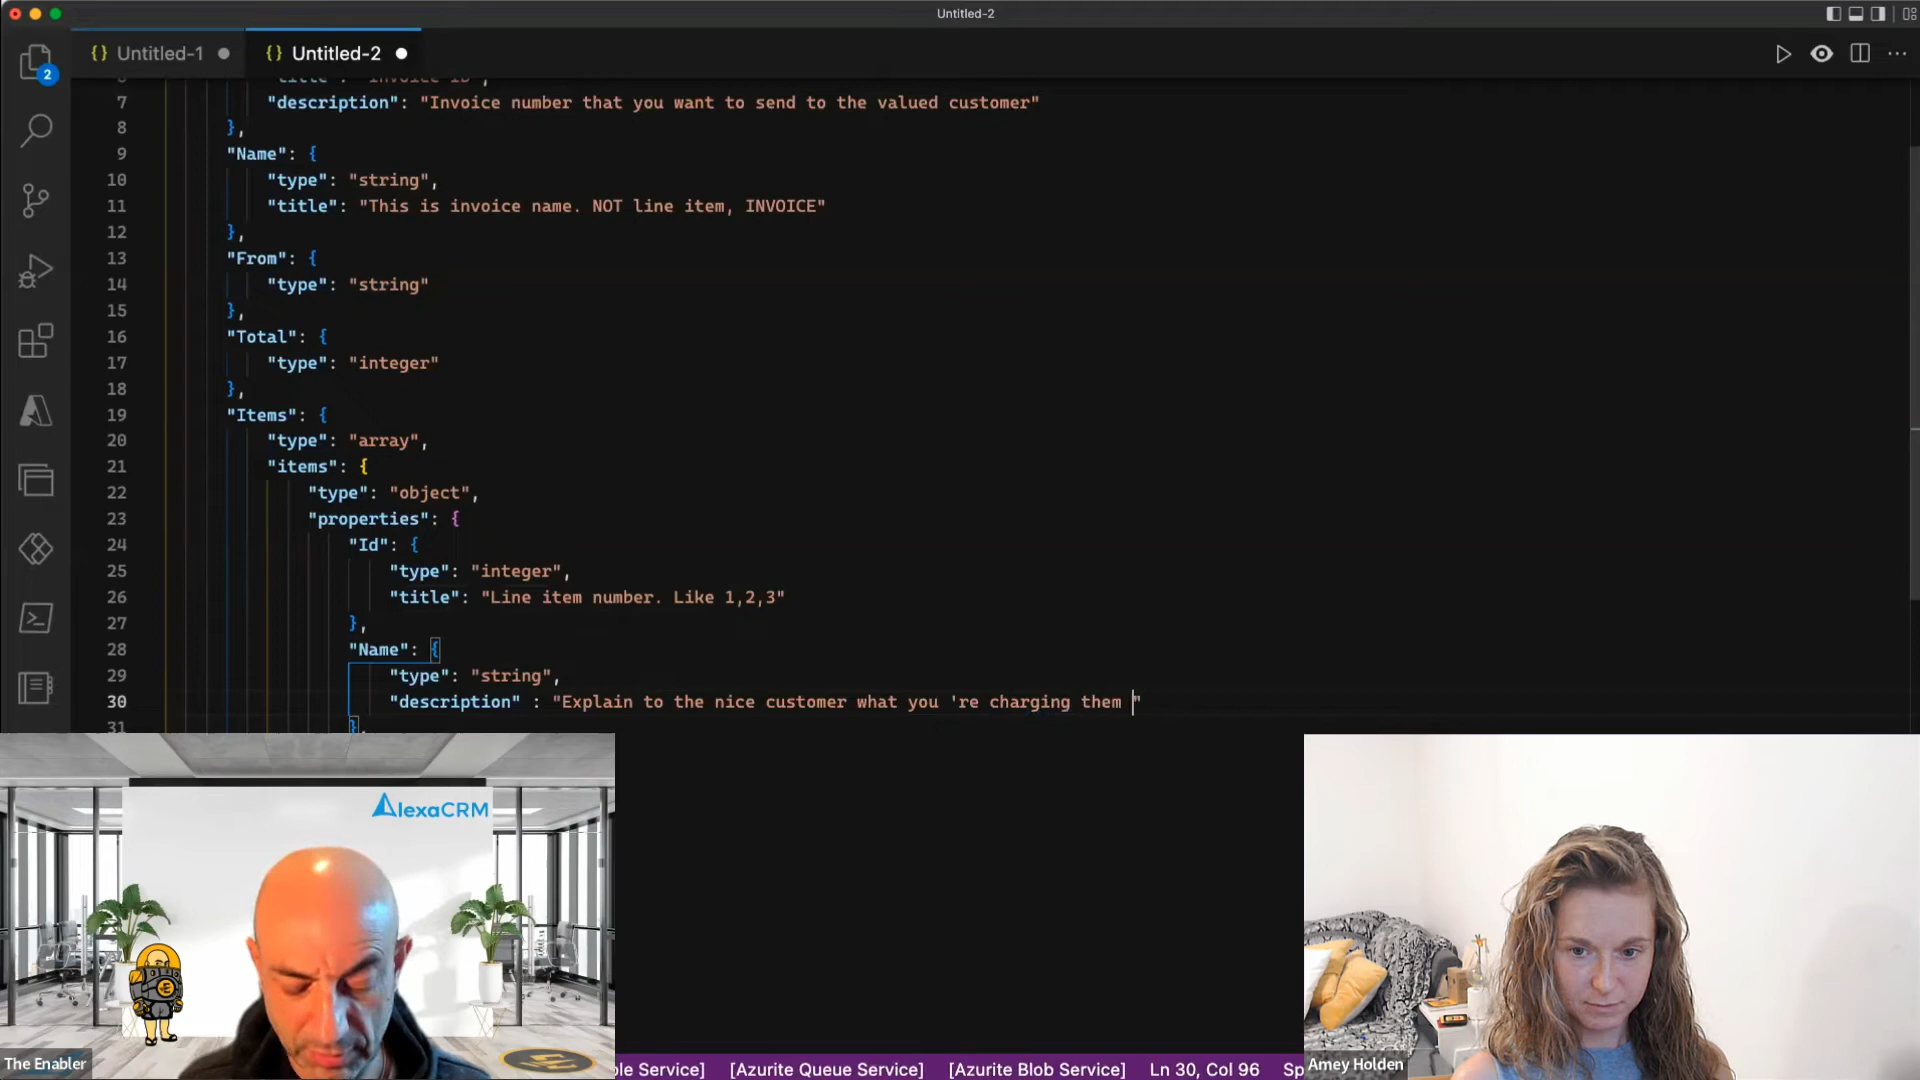 Untitled-2
{} Untitled-1
{} Untitled-2
2
7 "description": "Invoice number that you want to send to the valued customer"
8 },
9 "Name": {
10 "type": "string",
11 "title": "This is invoice name. NOT line item, INVOICE"
12 },
13 "From": {
14 "type": "string"
15 },
16 "Total": {
17 "type": "integer"
18 },
19 "Items": {
20 "type": "array",
21 "items": {
22 "type": "object",
23 "properties": {
24 "Id": {
25 "type": "integer",
26 "title": "Line item number. Like 1,2,3"
27 },
28 "Name": {
29 "type": "string",
30 "description" : "Explain to the nice customer what you 're charging them "
31 },
AlexaCRM
The Enabler
Service] [Azurite Queue Service] [Azurite Blob Service] Ln 30, Col 96
Amey Holden